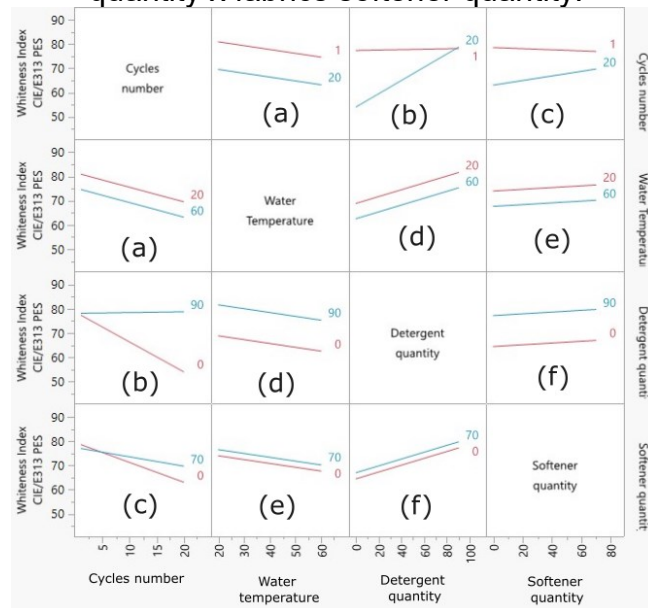 quantity ... fabrics softener quantity.
Whiteness Index
CIE/E313 PES
90
80
70
60
50
Cycles
number
1
20
(a)
20
1
(b)
1
20
(c)
Cycles number
Whiteness Index
CIE/E313 PES
90
80
70
60
50
20
60
(a)
Water
Temperature
20
60
(d)
20
60
(e)
Water Temperatu
Whiteness Index
CIE/E313 PES
90
80
70
60
50
90
0
(b)
90
0
(d)
Detergent
quantity
90
0
(f)
Detergent quanti
Whiteness Index
CIE/E313 PES
90
80
70
60
50
70
0
(c)
70
0
(e)
70
0
(f)
Softener
quantity
Softener quantit
5
10
15
20
20
30
40
50
60
0
20
40
60
80
100
0
20
40
60
80
Cycles number
Water
temperature
Detergent
quantity
Softener
quantity